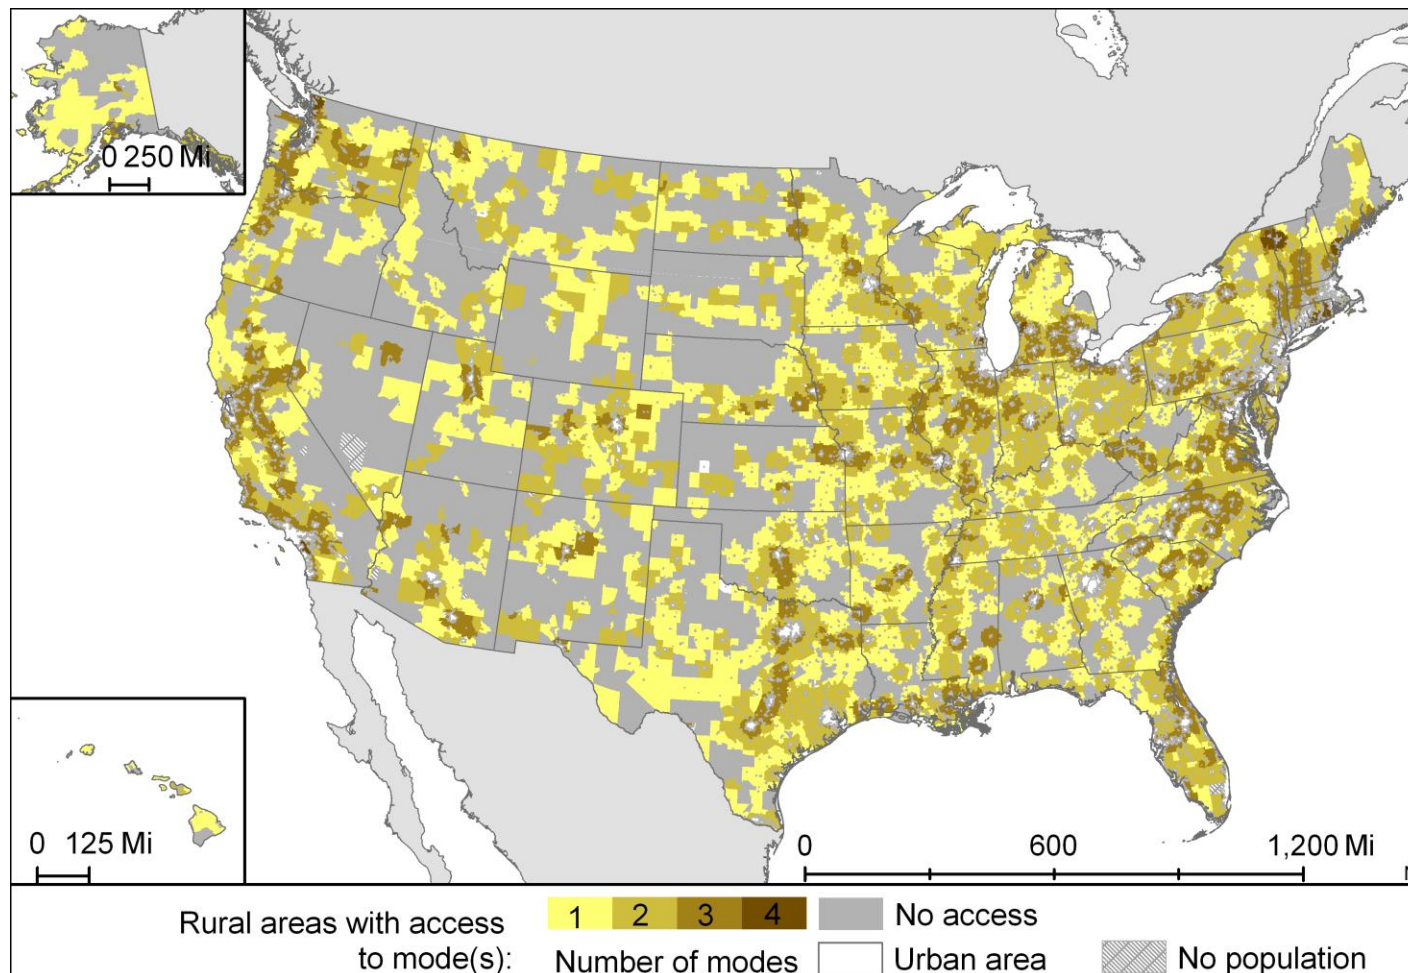 0 250 Mi
0 125 Mi
0 600 1,200 Mi
Rural areas with access
to mode(s):
1 2 3 4
Number of modes
No access
Urban area
No population